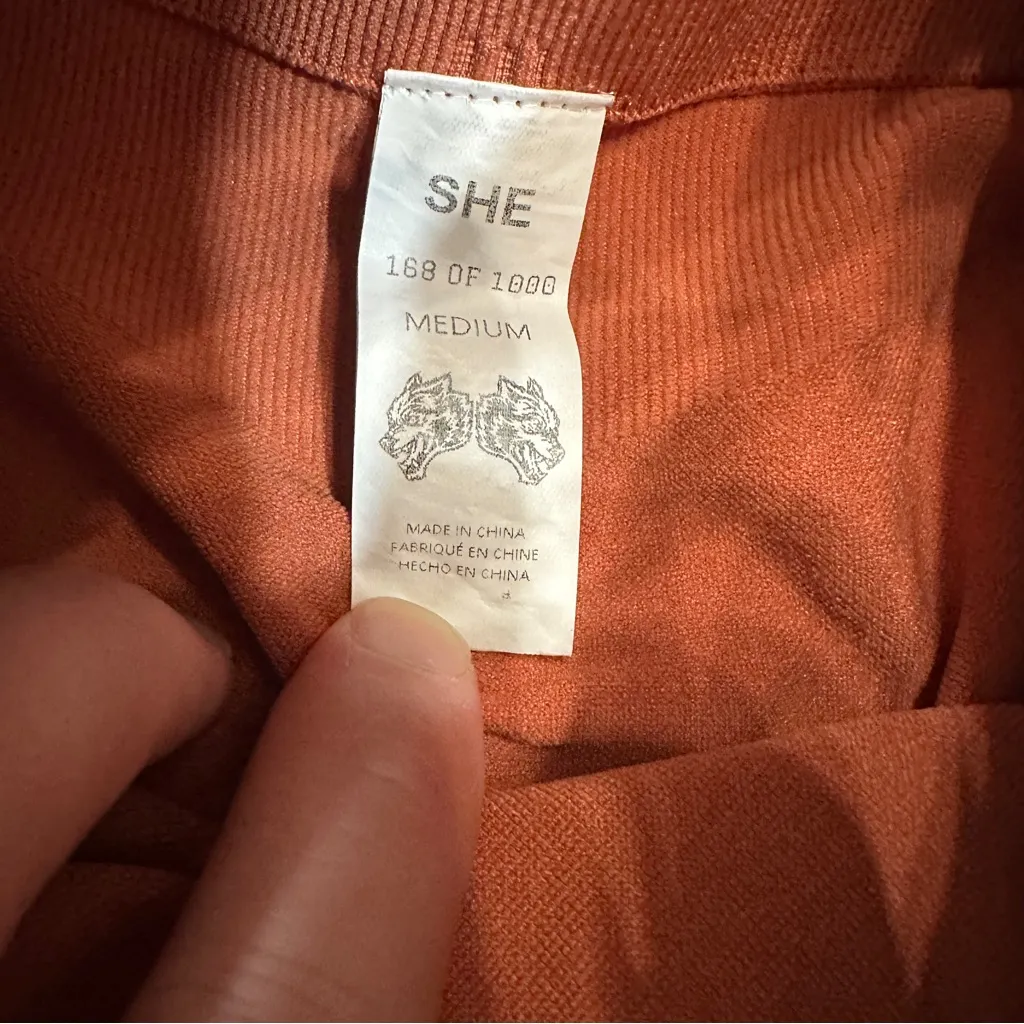 SHE
168 OF 1000
MEDIUM
MADE IN CHINA
FABRIQUÉ EN CHINE
HECHO EN CHINA